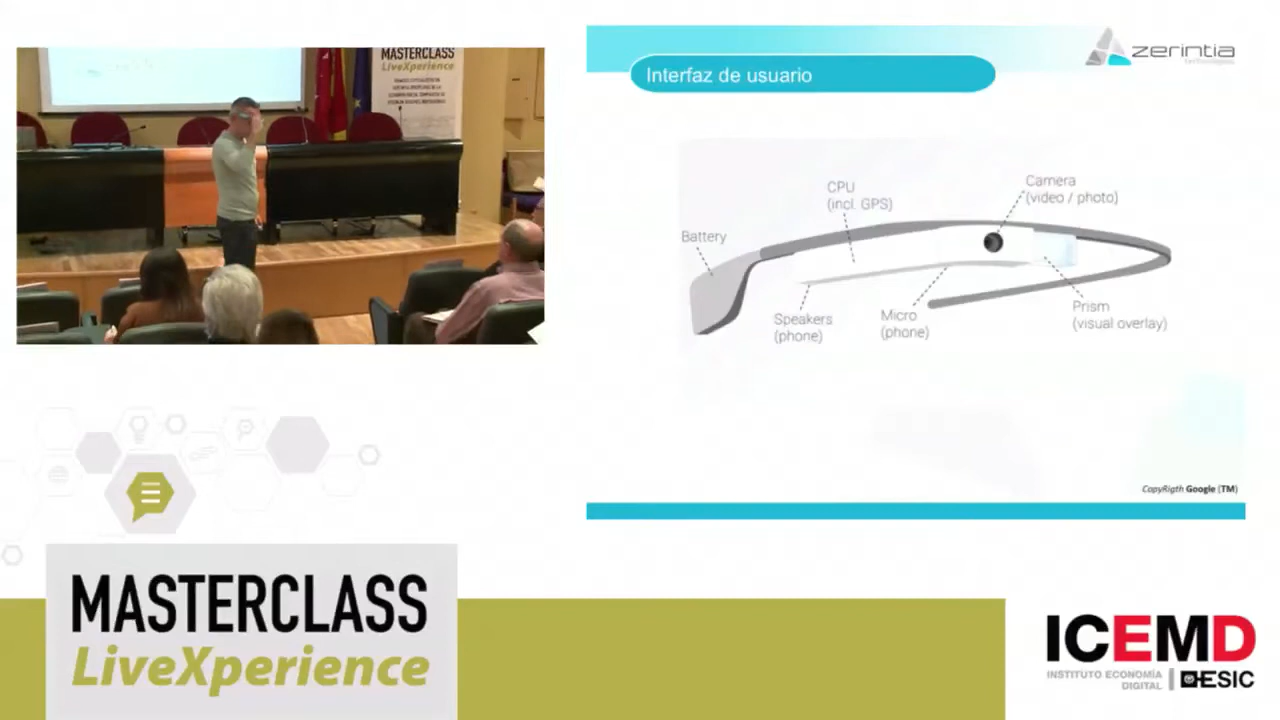 MASTERCLASS
LiveXperience
zerintia
technologies
Interfaz de usuario
Camera
(video / photo)
CPU
(incl. GPS)
Battery
Speakers
(phone)
Micro
(phone)
Prism
(visual overlay)
CopyRigth Google (TM)
MASTERCLASS
LiveXperience
ICEMD
INSTITUTO ECONOMÍA
DIGITAL
ESIC